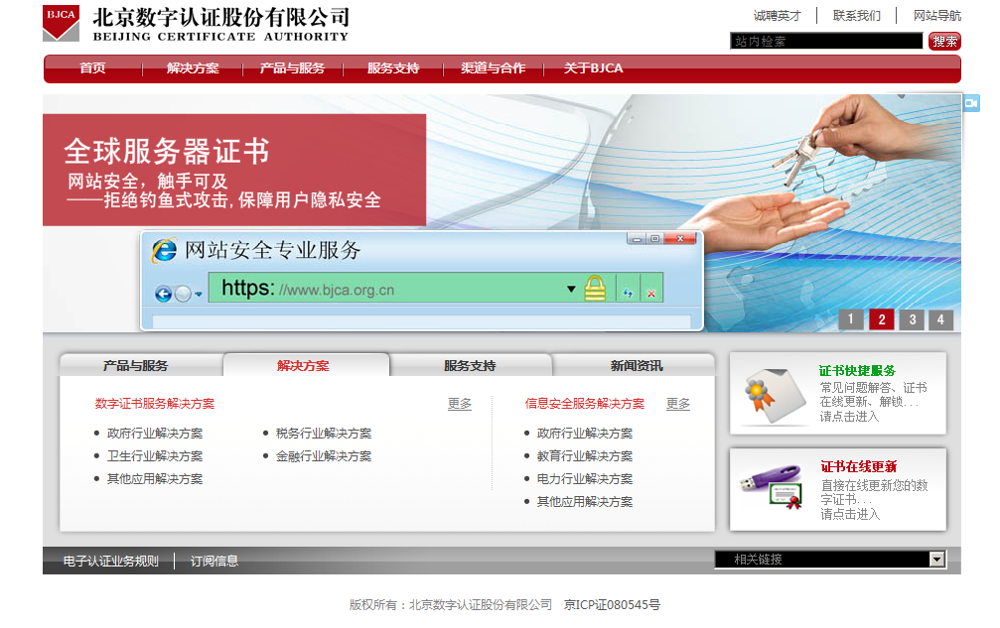 BJCA
北京数字认证股份有限公司
BEIJING CERTIFICATE AUTHORITY
诚聘英才 联系我们 网站导航
站内检索 搜索
首页 解决方案 产品与服务 服务支持 渠道与合作 关于BJCA
全球服务器证书
网站安全，触手可及
——拒绝钓鱼式攻击,保障用户隐私安全
网站安全专业服务
https: //www.bjca.org.cn
1 2 3 4
产品与服务 解决方案 服务支持 新闻资讯
数字证书服务解决方案 更多
政府行业解决方案 税务行业解决方案
卫生行业解决方案 金融行业解决方案
其他应用解决方案
信息安全服务解决方案 更多
政府行业解决方案
教育行业解决方案
电力行业解决方案
其他应用解决方案
证书快捷服务
常见问题解答、证书
在线更新、解锁...
请点击进入
证书在线更新
直接在线更新您的数
字证书...
请点击进入
电子认证业务规则 订阅信息
相关链接
版权所有：北京数字认证股份有限公司 京ICP证080545号